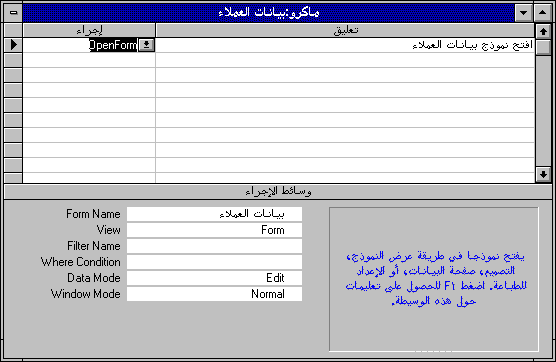 ماكرو:بيانات العملاء
إجراء
تعليق
OpenForm
افتح نموذج بيانات العملاء
وسائط الإجراء
Form Name
بيانات العملاء
View
Form
Filter Name
Where Condition
Data Mode
Edit
Window Mode
Normal
يفتح نموذجا في طريقة عرض النموذج،
التصميم، صفحة البيانات، أو الإعداد
للطباعة. اضغط F١ للحصول على تعليمات
حول هذه الوسيطة.